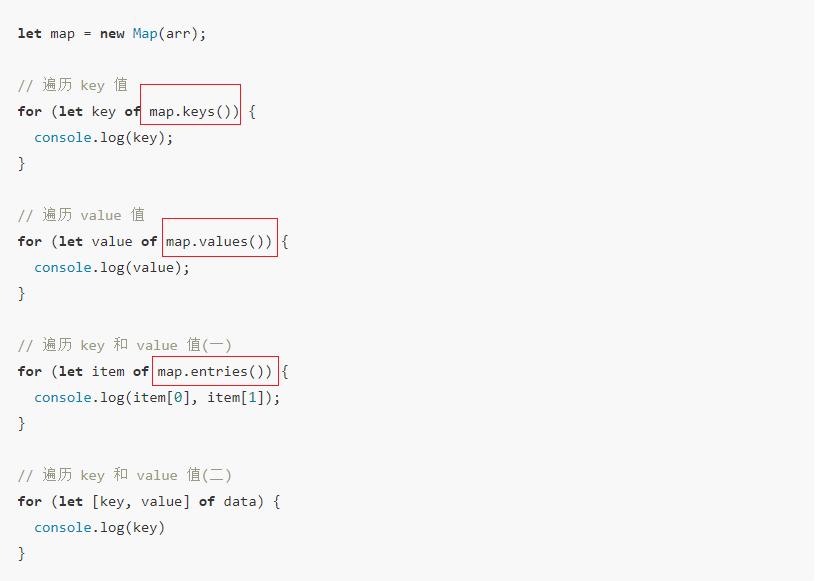 let map = new Map(arr);
// 遍历 key 值
for (let key of map.keys()) {
  console.log(key);
}
// 遍历 value 值
for (let value of map.values()) {
  console.log(value);
}
// 遍历 key 和 value 值(一)
for (let item of map.entries()) {
  console.log(item[0], item[1]);
}
// 遍历 key 和 value 值(二)
for (let [key, value] of data) {
  console.log(key)
}